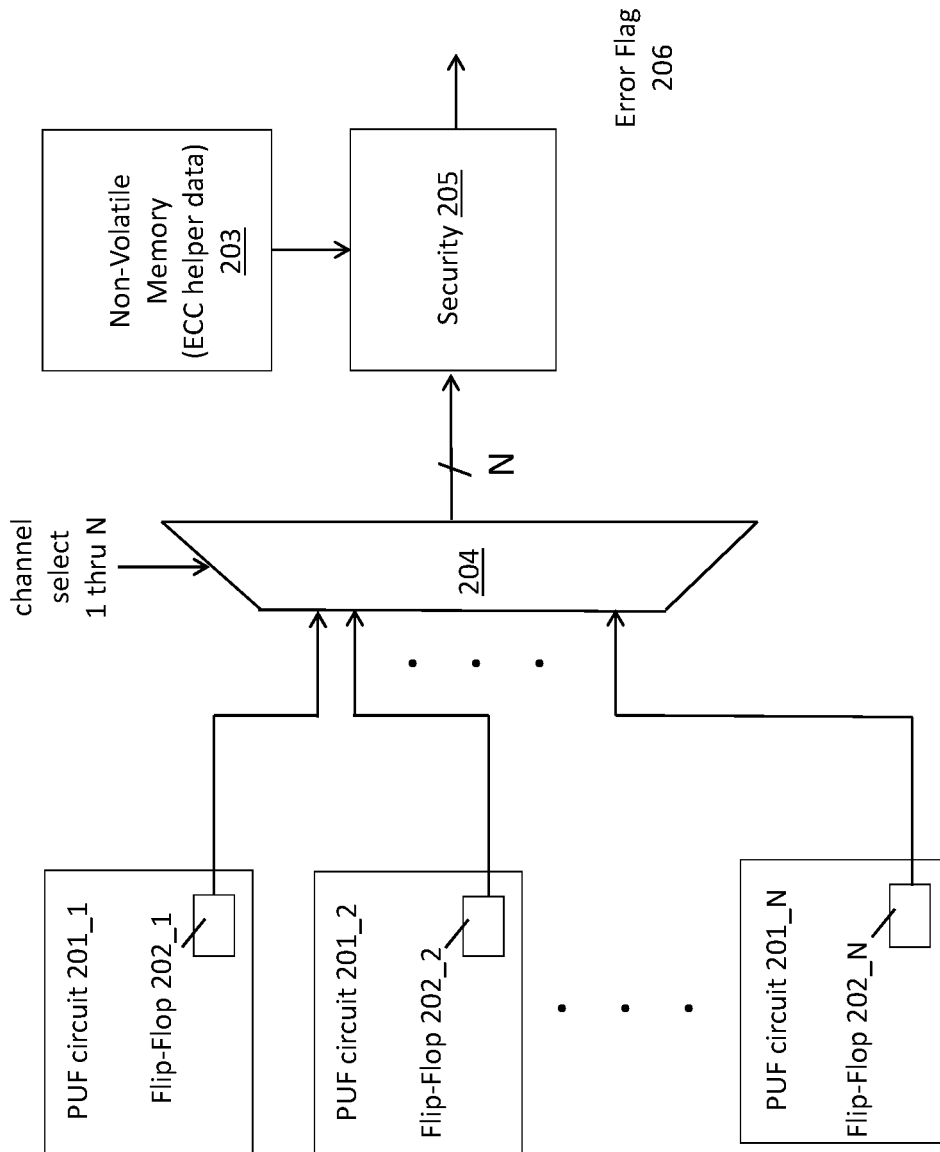 PUF circuit 201_1
Flip-Flop 202_1
PUF circuit 201_2
Flip-Flop 202_2
PUF circuit 201_N
Flip-Flop 202_N
channel
select
1 thru N
204
N
Non-Volatile
Memory
(ECC helper data)
203
Security 205
Error Flag
206